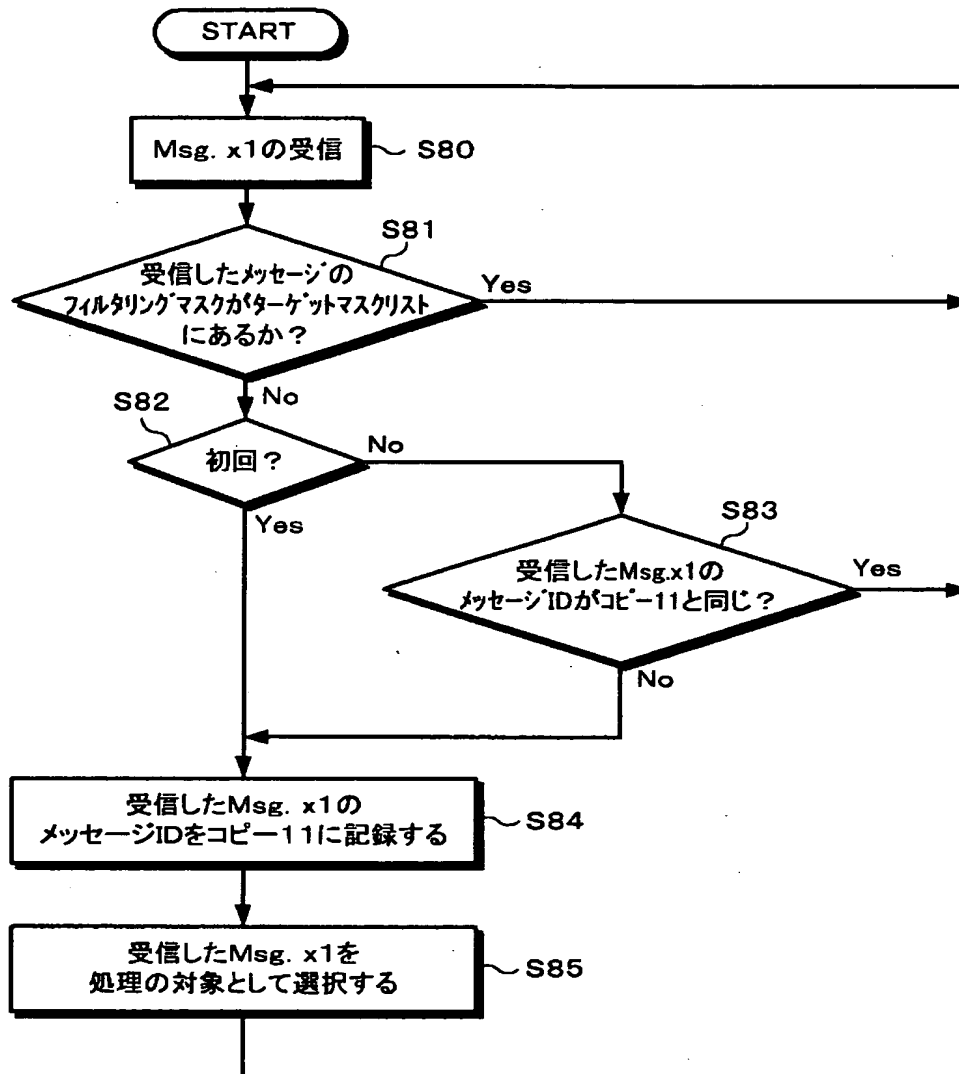 START
Msg. x1の受信
S80
S81
受信したメッセージの
フィルタリングマスクがターゲットマスクリスト
にあるか?
Yes
No
S82
初回?
No
Yes
S83
受信したMsg.x1の
メッセージIDがコピー11と同じ?
Yes
No
受信したMsg. x1の
メッセージIDをコピー11に記録する
S84
受信したMsg. x1を
処理の対象として選択する
S85